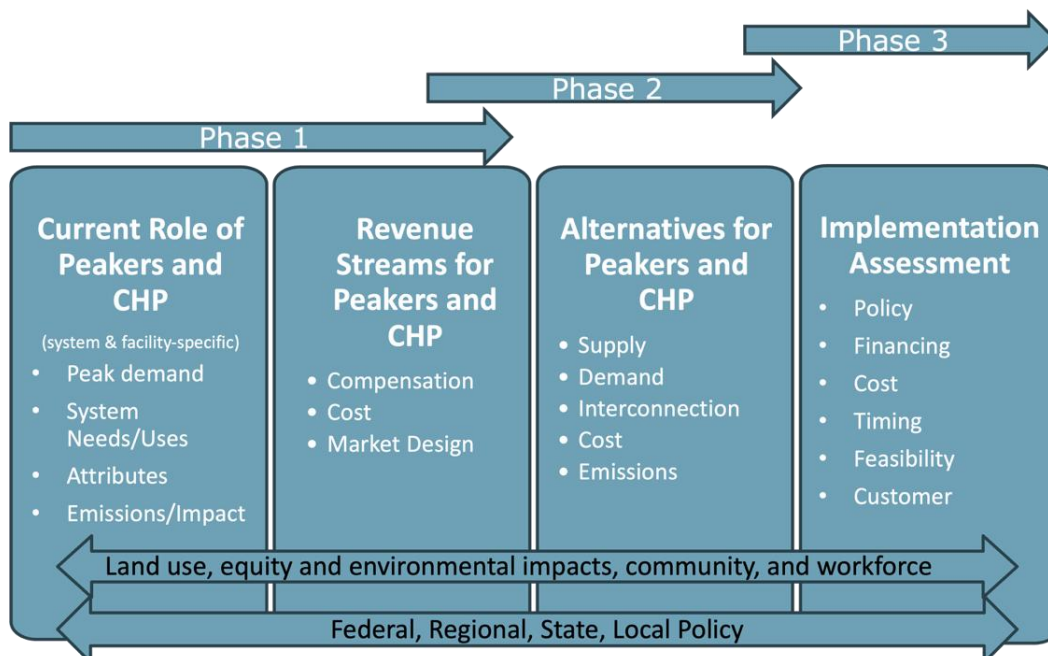 Phase 3
Phase 2
Phase 1
Current Role of
Peakers and
CHP
(system & facility-specific)
• Peak demand
• System
Needs/Uses
• Attributes
• Emissions/Impact
Revenue
Streams for
Peakers and
CHP
• Compensation
• Cost
• Market Design
Alternatives for
Peakers and
CHP
• Supply
• Demand
• Interconnection
• Cost
• Emissions
Implementation
Assessment
• Policy
• Financing
• Cost
• Timing
• Feasibility
• Customer
Land use, equity and environmental impacts, community, and workforce
Federal, Regional, State, Local Policy